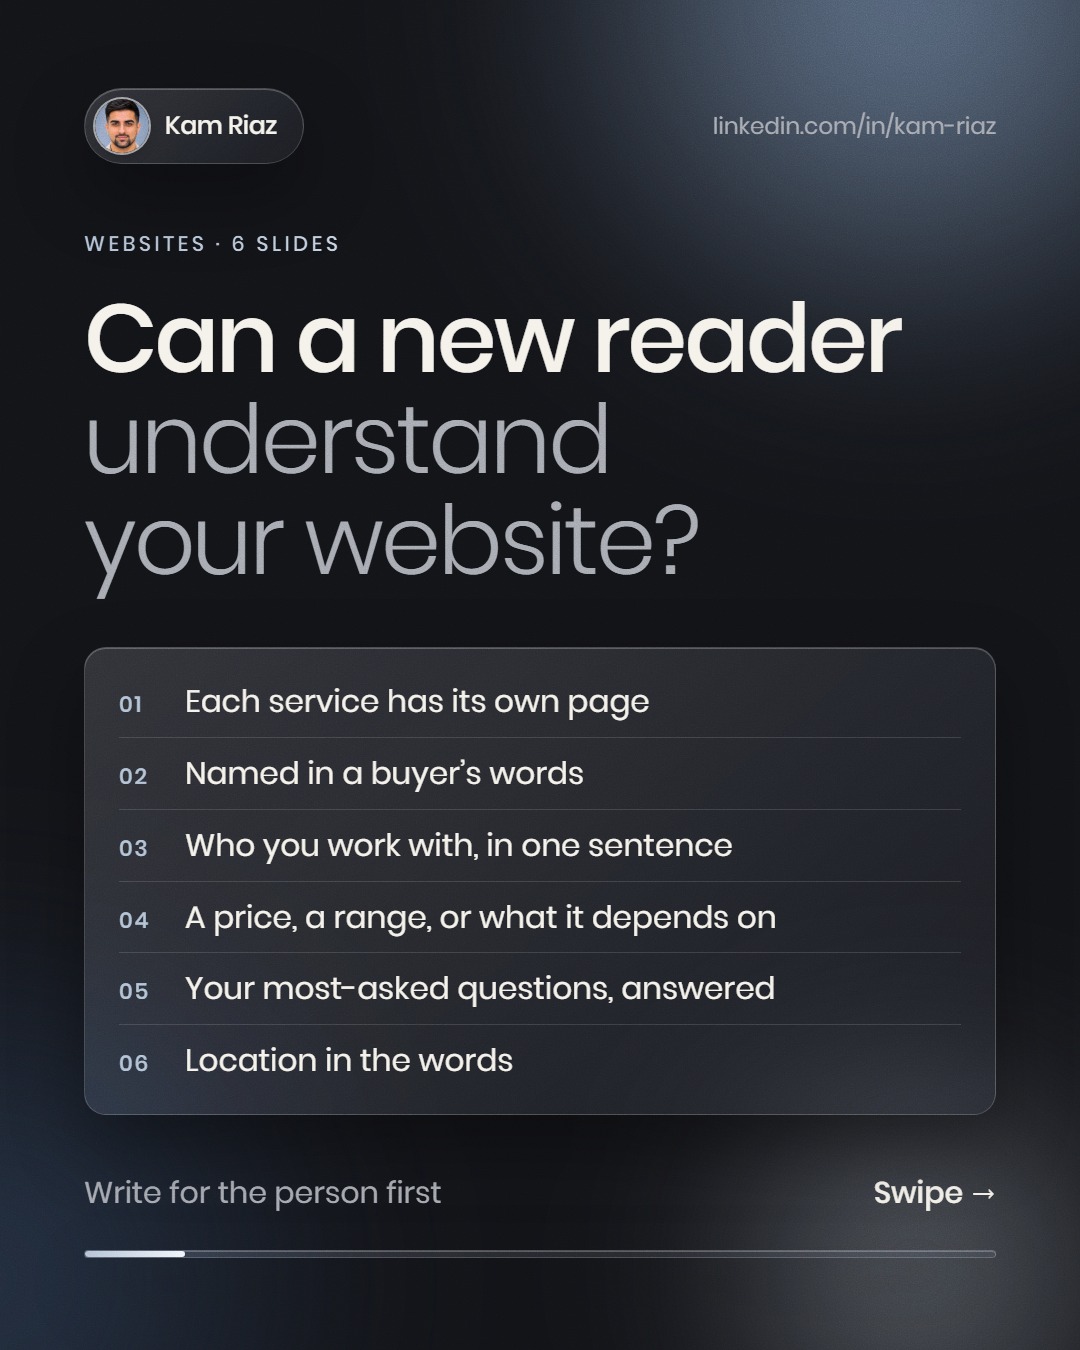 Kam Riaz
linkedin.com/in/kam-riaz
WEBSITES · 6 SLIDES
Can a new reader
understand
your website?
01 Each service has its own page
02 Named in a buyer’s words
03 Who you work with, in one sentence
04 A price, a range, or what it depends on
05 Your most-asked questions, answered
06 Location in the words
Write for the person first
Swipe →